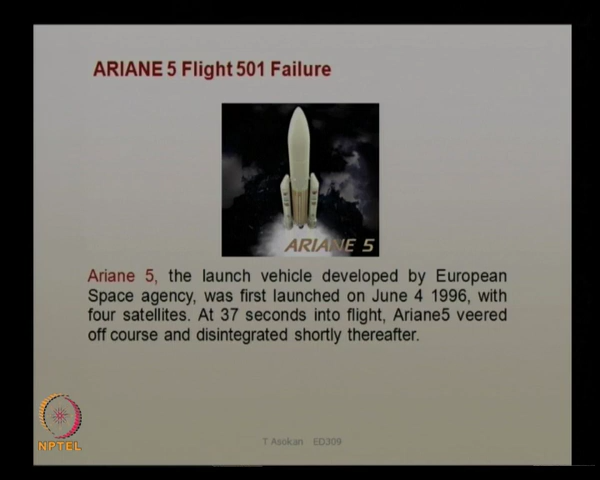 ARIANE 5 Flight 501 Failure
ARIANE 5
Ariane 5, the launch vehicle developed by European
Space agency, was first launched on June 4 1996, with
four satellites. At 37 seconds into flight, Ariane5 veered
off course and disintegrated shortly thereafter.
NPTEL
T Asokan ED309